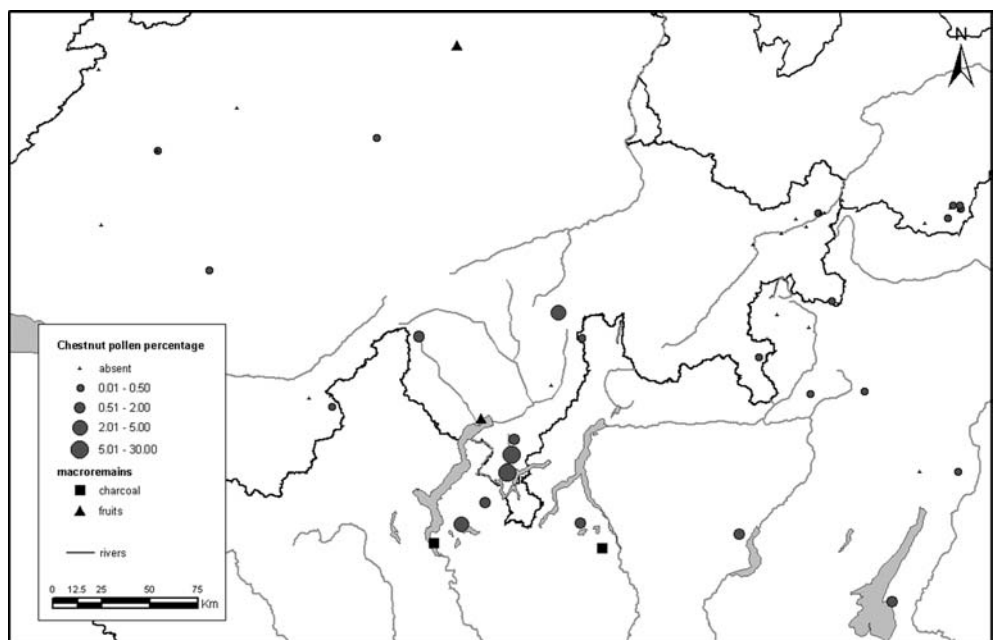 N
Chestnut pollen percentage
absent
0.01 - 0.50
0.51 - 2.00
2.01 - 5.00
5.01 - 30.00
macroremains
charcoal
fruits
rivers
0 12.5 25 50 75
Km